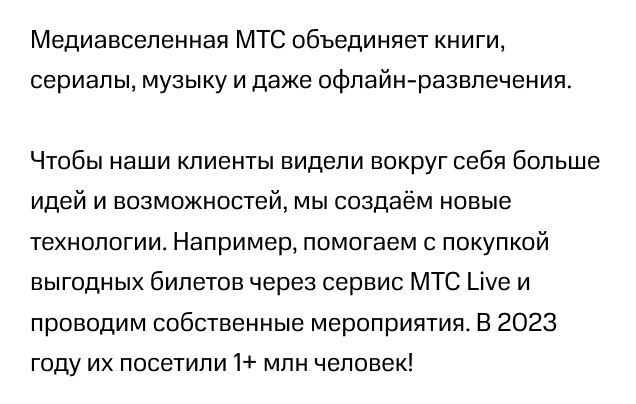 Медиавселенная МТС объединяет книги,
сериалы, музыку и даже офлайн-развлечения.
Чтобы наши клиенты видели вокруг себя больше
идей и возможностей, мы создаём новые
технологии. Например, помогаем с покупкой
выгодных билетов через сервис МТС Live и
проводим собственные мероприятия. В 2023
году их посетили 1+ млн человек!